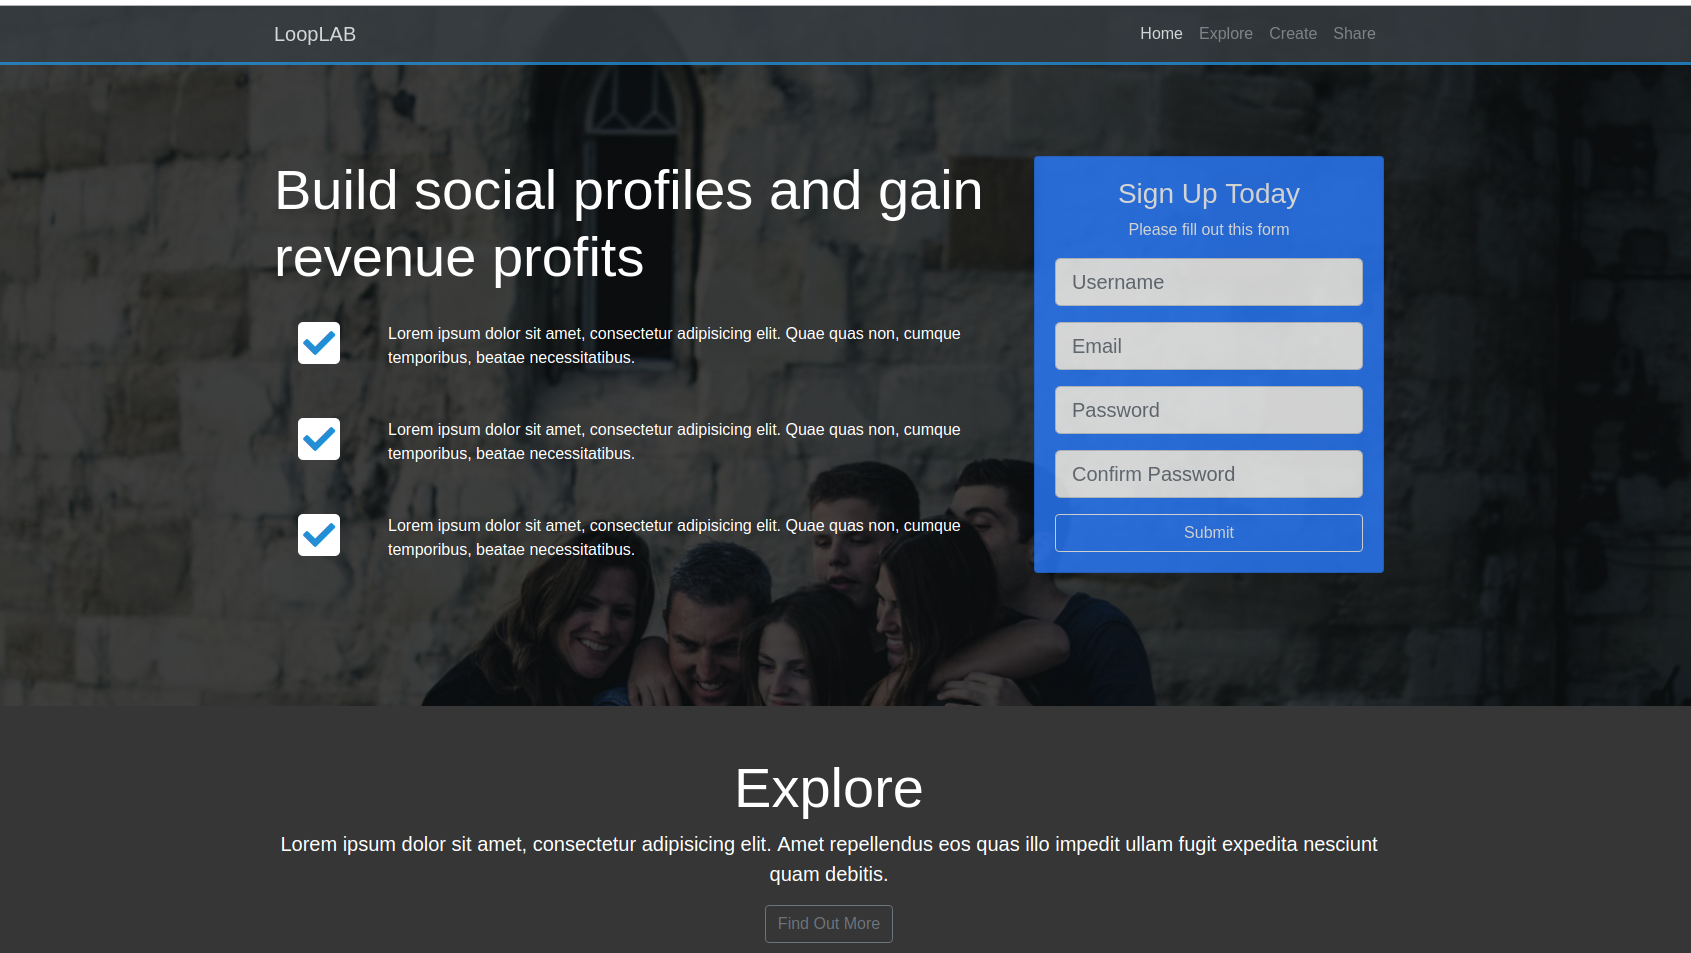 LoopLAB
Home Explore Create Share
Build social profiles and gain
revenue profits
Lorem ipsum dolor sit amet, consectetur adipisicing elit. Quae quas non, cumque
temporibus, beatae necessitatibus.
Lorem ipsum dolor sit amet, consectetur adipisicing elit. Quae quas non, cumque
temporibus, beatae necessitatibus.
Lorem ipsum dolor sit amet, consectetur adipisicing elit. Quae quas non, cumque
temporibus, beatae necessitatibus.
Sign Up Today
Please fill out this form
Username
Email
Password
Confirm Password
Submit
Explore
Lorem ipsum dolor sit amet, consectetur adipisicing elit. Amet repellendus eos quas illo impedit ullam fugit expedita nesciunt
quam debitis.
Find Out More